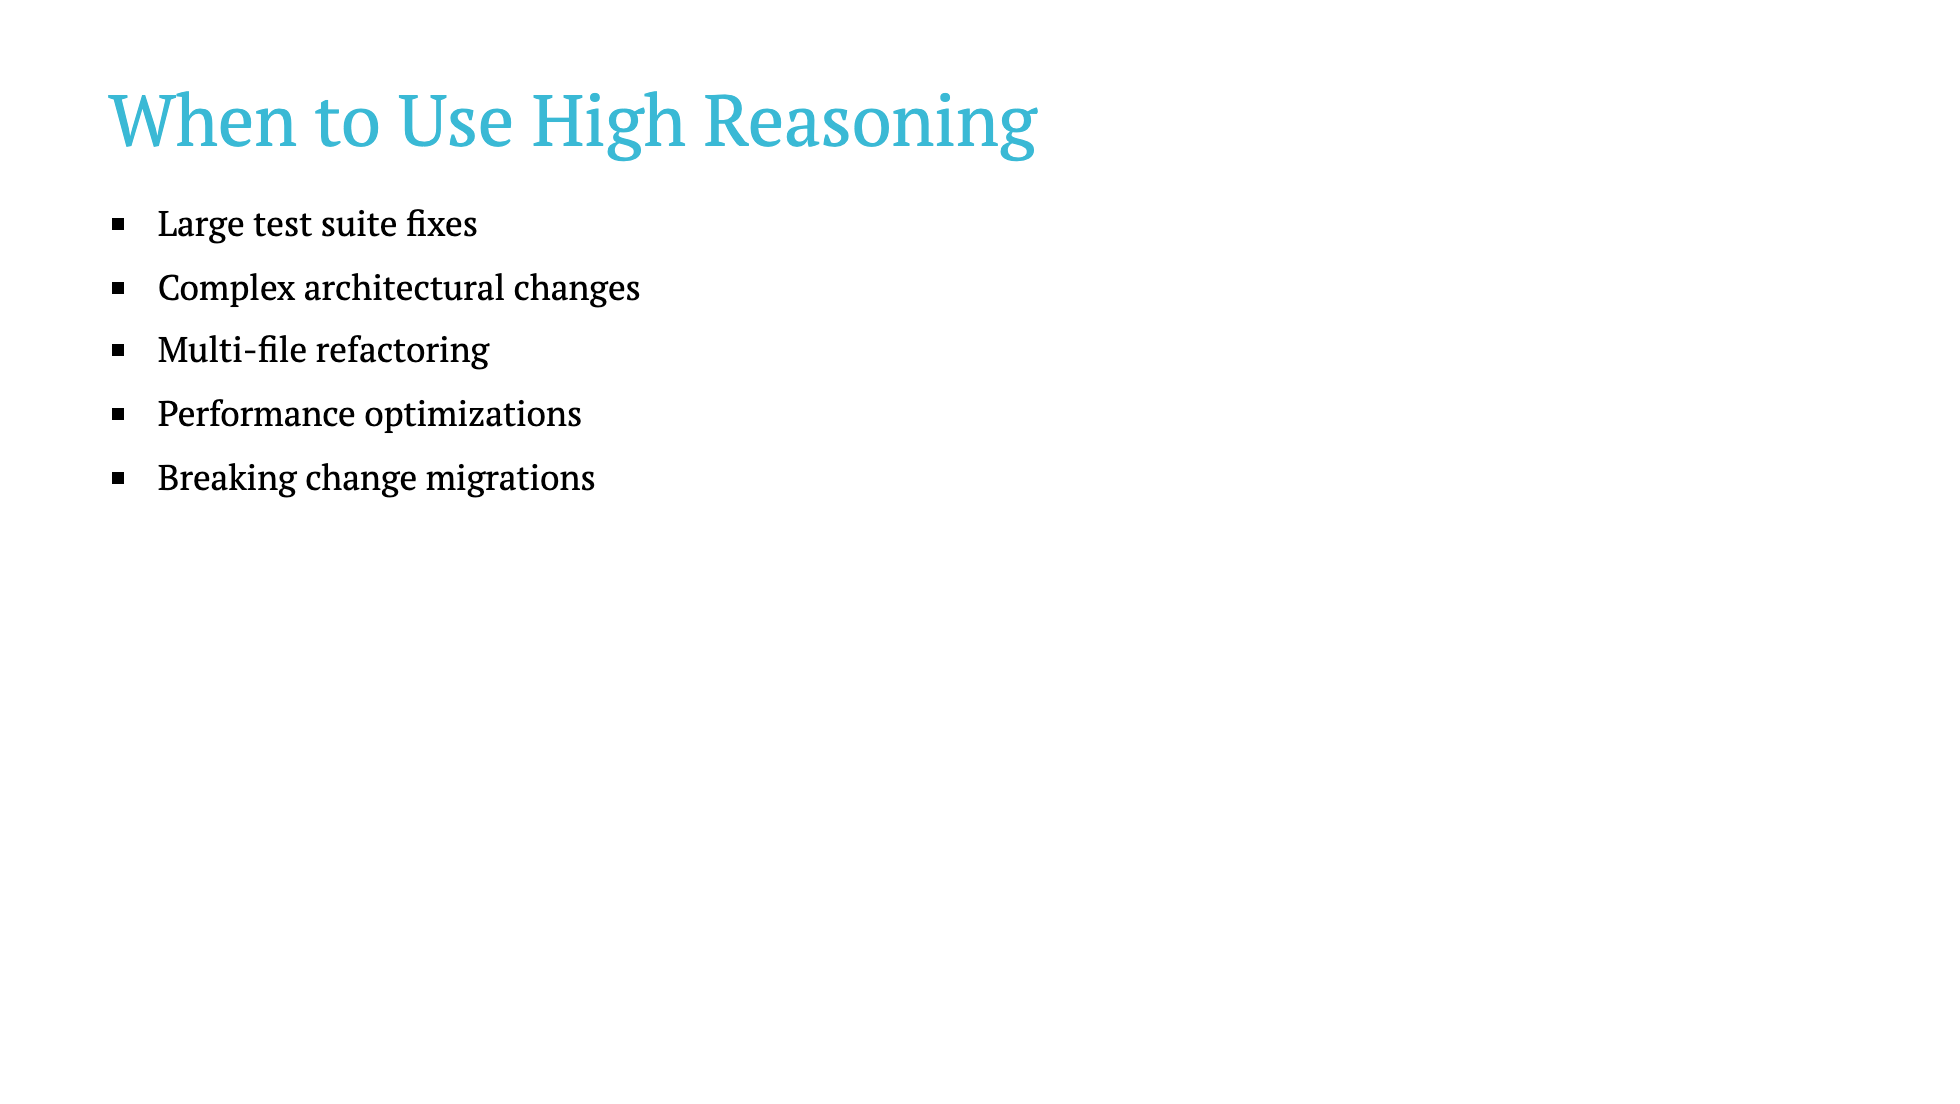 When to Use High Reasoning
▪ Large test suite fixes
▪ Complex architectural changes
▪ Multi-file refactoring
▪ Performance optimizations
▪ Breaking change migrations